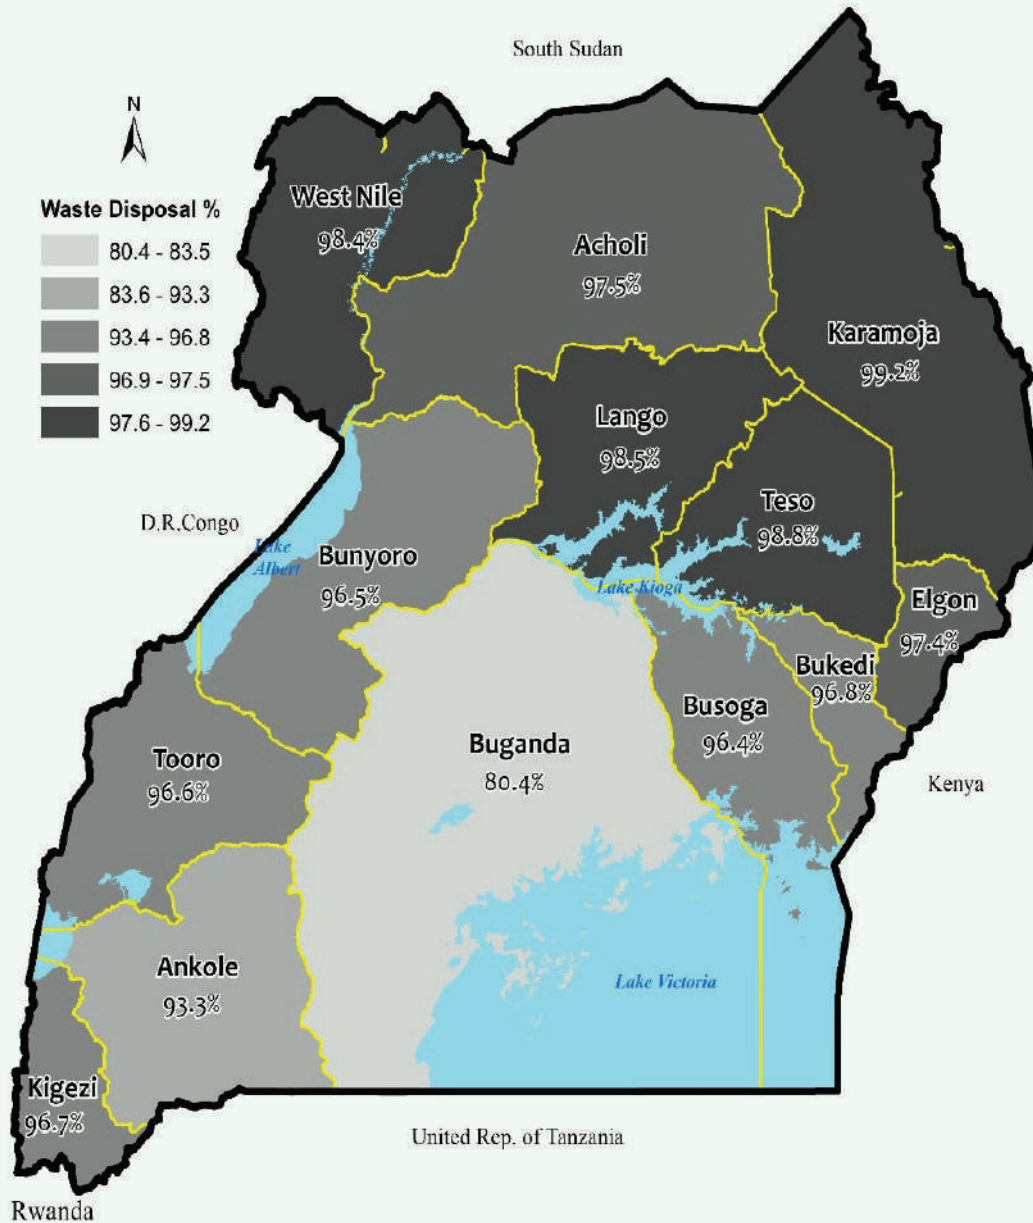 South Sudan
N
Waste Disposal %
80.4 - 83.5
83.6 - 93.3
93.4 - 96.8
96.9 - 97.5
97.6 - 99.2
West Nile
98.4%
Acholi
97.5%
Karamoja
99.2%
Lango
98.5%
Teso
98.8%
D.R.Congo
Lake
Albert
Bunyoro
96.5%
Lake Kioga
Elgon
97.4%
Bukedi
96.8%
Busoga
96.4%
Buganda
80.4%
Tooro
96.6%
Kenya
Ankole
93.3%
Lake Victoria
Kigezi
96.7%
United Rep. of Tanzania
Rwanda